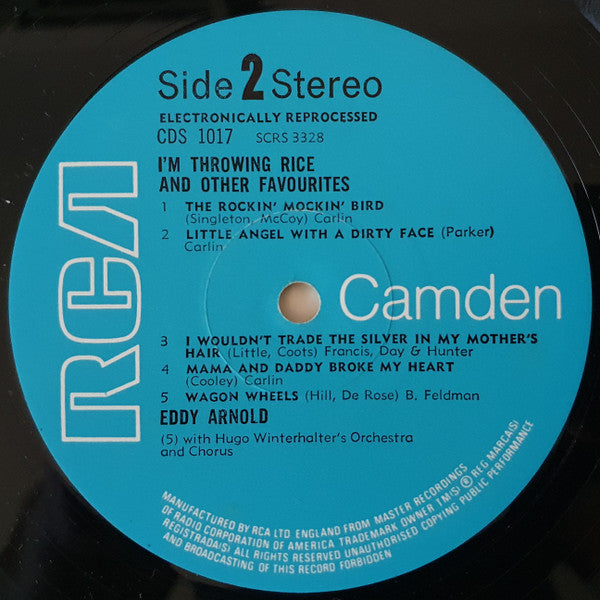 Side 2 Stereo
ELECTRONICALLY REPROCESSED
CDS 1017 SCRS 3328
I'M THROWING RICE
AND OTHER FAVOURITES
1 THE ROCKIN' MOCKIN' BIRD
(Singleton, McCoy) Carlin
2 LITTLE ANGEL WITH A DIRTY FACE (Parker)
Carlin
RCA
Camden
3 I WOULDN'T TRADE THE SILVER IN MY MOTHER'S
HAIR (Little, Coots) Francis, Day & Hunter
4 MAMA AND DADDY BROKE MY HEART
(Cooley) Carlin
5 WAGON WHEELS (Hill, De Rose) B. Feldman
EDDY ARNOLD
(5) with Hugo Winterhalter's Orchestra
and Chorus
MANUFACTURED BY RCA LTD. ENGLAND FROM MASTER RECORDINGS
OF RADIO CORPORATION OF AMERICA TRADEMARK OWNER TM(S) ® REG MARCA(S)
REGISTRADA(S) ALL RIGHTS RESERVED UNAUTHORISED COPYING PUBLIC PERFORMANCE
AND BROADCASTING OF THIS RECORD FORBIDDEN